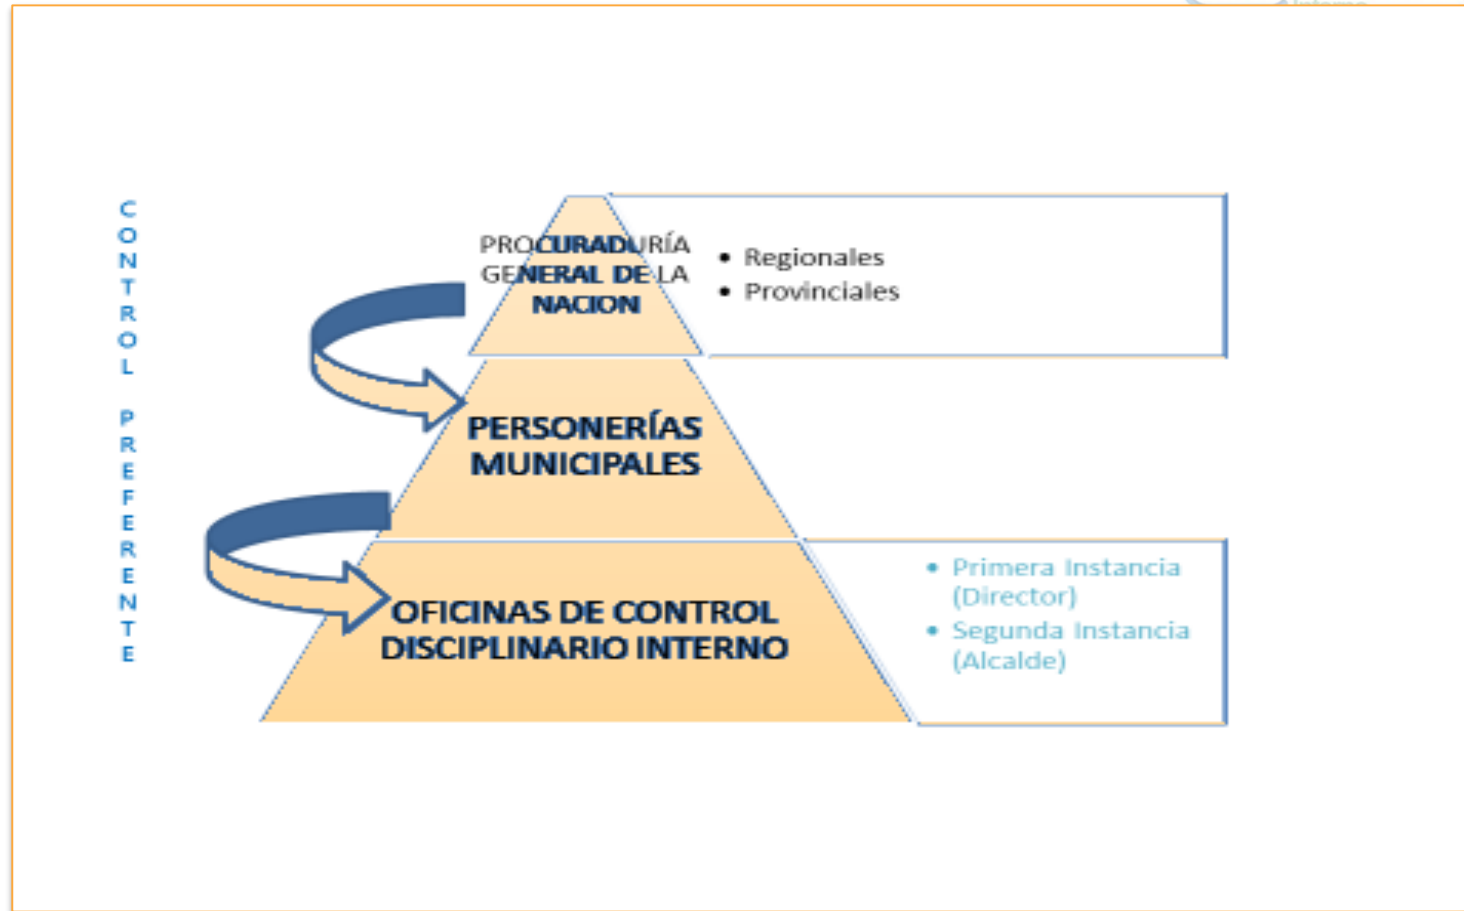 CONTROL PREFERENTE
PROCURADURÍA
GENERAL DE LA
NACION
• Regionales
• Provinciales
PERSONERÍAS
MUNICIPALES
OFICINAS DE CONTROL
DISCIPLINARIO INTERNO
• Primera Instancia
(Director)
• Segunda Instancia
(Alcalde)